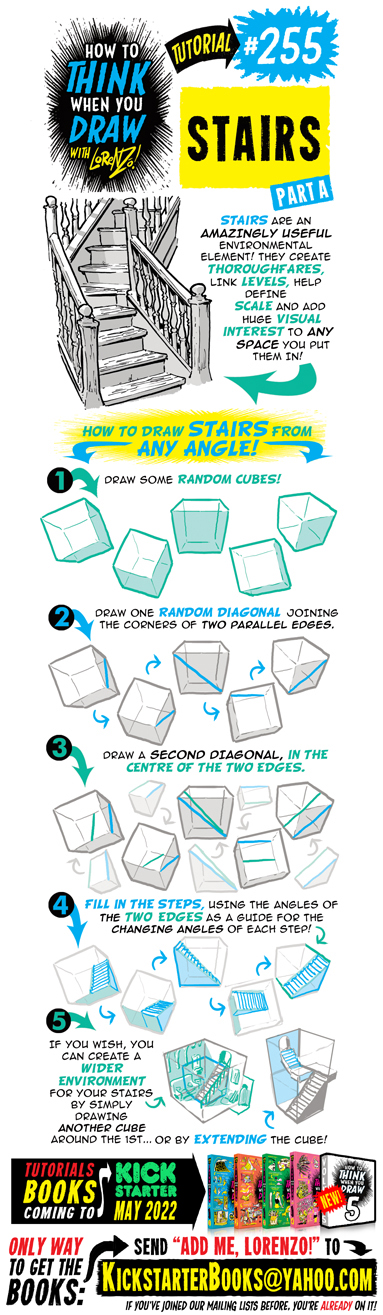 HOW TO
THINK
WHEN YOU
DRAW
WITH LORENZO!
TUTORIAL
#255
STAIRS
PART A
STAIRS ARE AN
AMAZINGLY USEFUL
ENVIRONMENTAL
ELEMENT! THEY CREATE
THOROUGHFARES,
LINK LEVELS, HELP
DEFINE
SCALE AND ADD
HUGE VISUAL
INTEREST TO ANY
SPACE YOU PUT
THEM IN!
HOW TO DRAW STAIRS FROM
ANY ANGLE!
1 DRAW SOME RANDOM CUBES!
2 DRAW ONE RANDOM DIAGONAL JOINING
THE CORNERS OF TWO PARALLEL EDGES.
3 DRAW A SECOND DIAGONAL, IN THE
CENTRE OF THE TWO EDGES.
4 FILL IN THE STEPS, USING THE ANGLES OF
THE TWO EDGES AS A GUIDE FOR THE
CHANGING ANGLES OF EACH STEP!
5
IF YOU WISH, YOU
CAN CREATE A
WIDER
ENVIRONMENT
FOR YOUR STAIRS
BY SIMPLY
DRAWING
ANOTHER CUBE
AROUND THE 1ST... OR BY EXTENDING THE CUBE!
TUTORIALS
BOOKS
COMING TO
KICK
STARTER
MAY 2022
NEW!
HOW TO
THINK
WHEN YOU
DRAW
5
ONLY WAY
TO GET THE
BOOKS:
SEND "ADD ME, LORENZO!" TO
KICKSTARTERBOOKS@YAHOO.COM
IF YOU'VE JOINED OUR MAILING LISTS BEFORE, YOU'RE ALREADY ON IT!